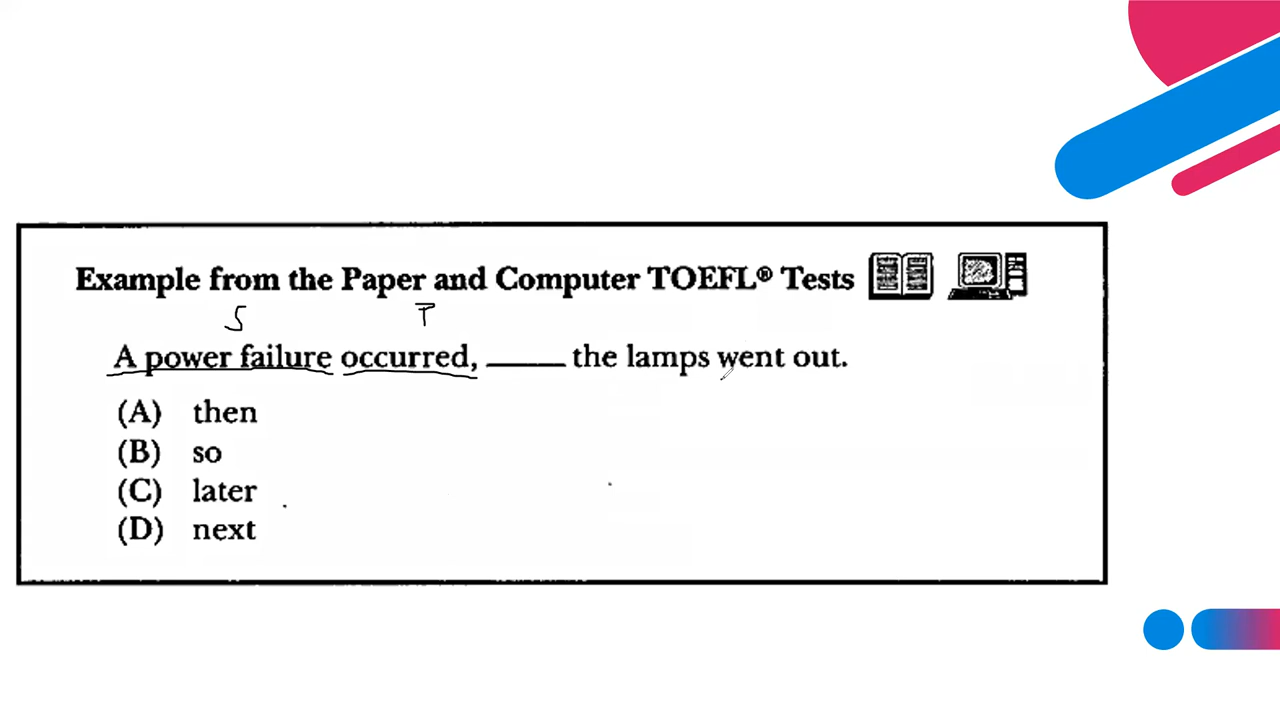 Example from the Paper and Computer TOEFL® Tests
S P
A power failure occurred, _____ the lamps went out.
(A) then
(B) so
(C) later
(D) next